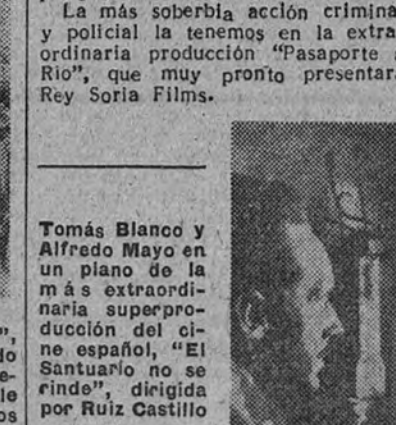 La más soberbia acción crimina
y policial la tenemos en la extra-
ordinaria producción "Pasaporte a
Río", que muy pronto presentar
Rey Soria Films.
Tomás Blanco y
Alfredo Mayo en
un plano de la
más extraordi-
naria superpro-
ducción del ci-
ne español, "El
Santuario no se
rinde", dirigida
por Ruiz Castillo